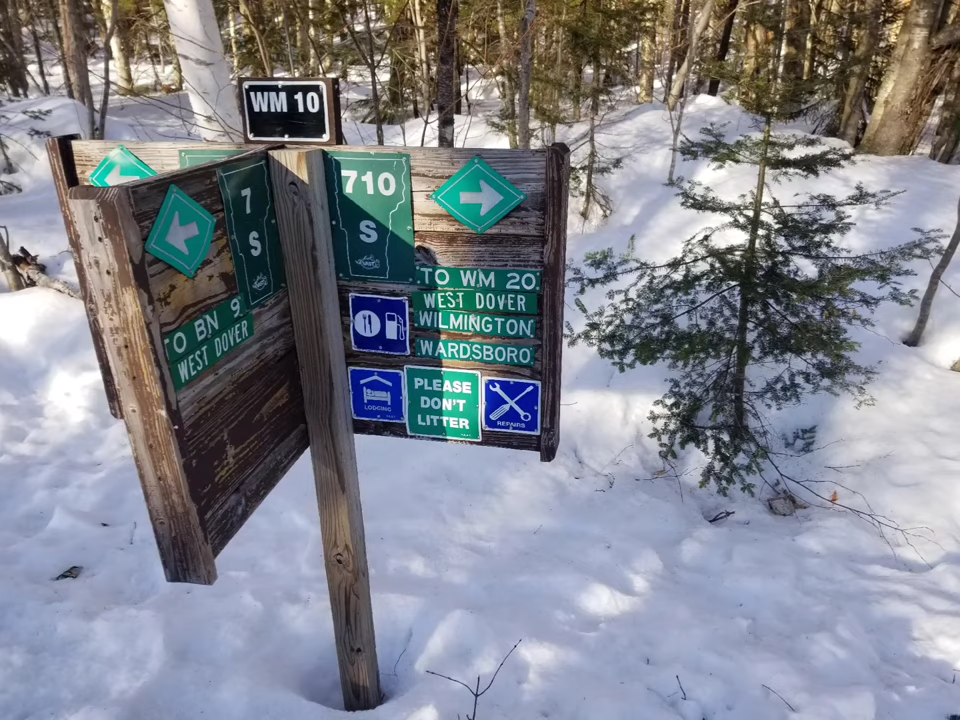 WM 10
7
S
TO BN 9
WEST DOVER
710
S
TO WM 20
WEST DOVER
WILMINGTON
WARDSBORO
LODGING
PLEASE
DON'T
LITTER
REPAIRS